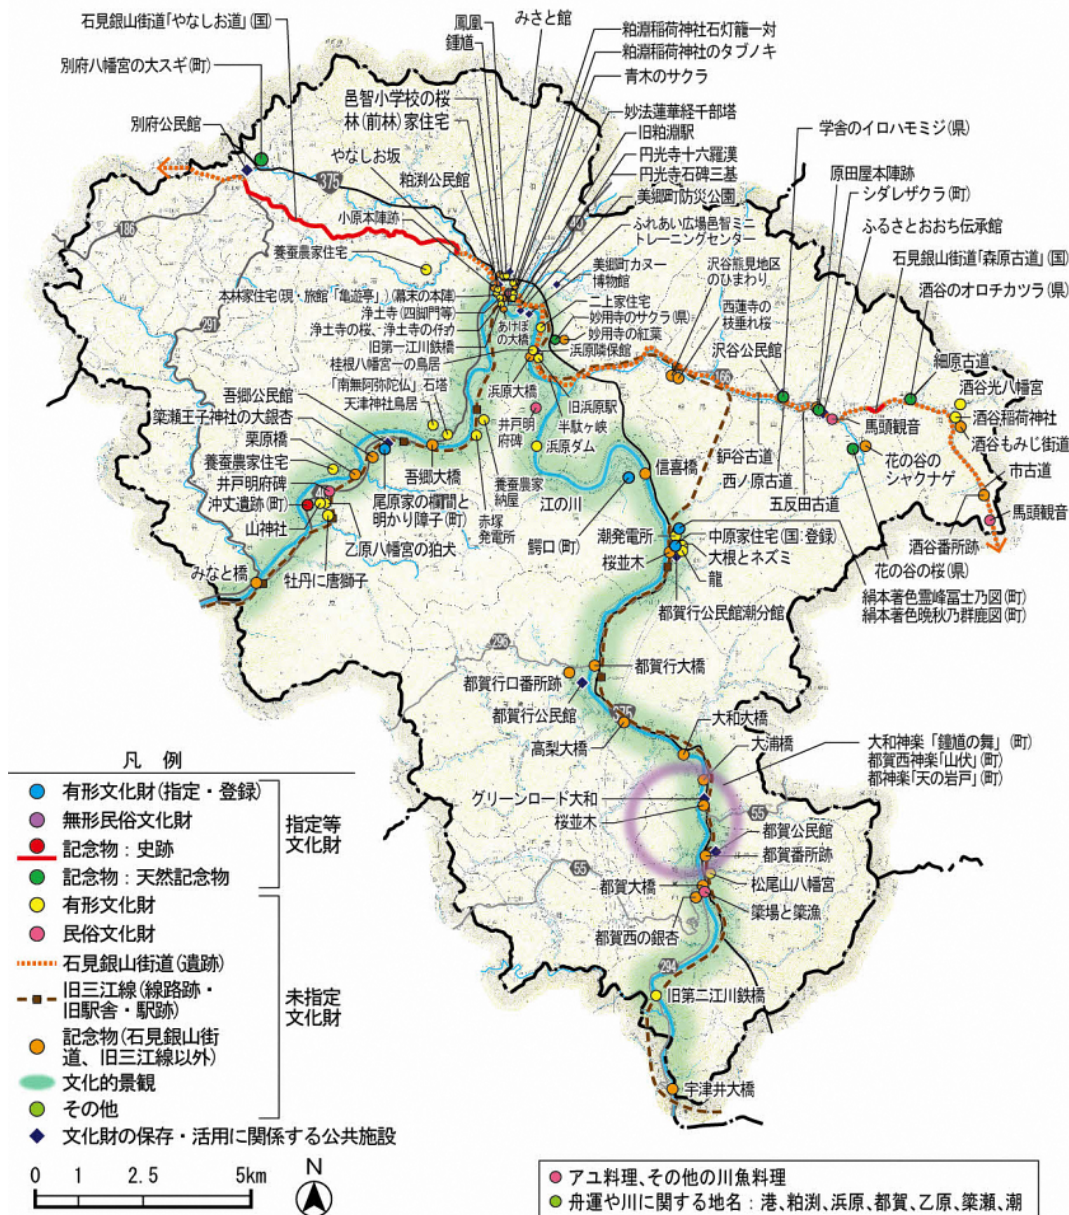 石見銀山街道「やなしお道」(国)
鳳凰
鍾馗
みさと館
粕淵稲荷神社石灯籠一対
粕淵稲荷神社のタブノキ
青木のサクラ
別府八幡宮の大スギ(町)
邑智小学校の桜
林(前林)家住宅
妙法蓮華経千部塔
旧粕淵駅
円光寺十六羅漢
円光寺石碑三基
美郷町防災公園
別府公民館
やなしお坂
粕渕公民館
学舎のイロハモミジ(県)
原田屋本陣跡
シダレザクラ(町)
ふるさとおおち伝承館
石見銀山街道「森原古道」(国)
酒谷のオロチカツラ(県)
375
40
186
小原本陣跡
ふれあい広場邑智ミニ
トレーニングセンター
養蚕農家住宅
美郷町カヌー
博物館
沢谷熊見地区
のひまわり
西蓮寺の
枝垂れ桜
沢谷公民館
本林家住宅(現・旅館「亀遊亭」)(幕末の本陣)
浄土寺(四脚門等)
浄土寺の桜、浄土寺のイチョウ
旧第一江川鉄橋
桂根八幡宮一の鳥居
あけぼ
の大橋
二上家住宅
妙用寺のサクラ(県)
妙用寺の紅葉
浜原隣保館
291
166
細原古道
酒谷光八幡宮
酒谷稲荷神社
酒谷もみじ街道
「南無阿弥陀仏」石塔
天津神社鳥居
浜原大橋
旧浜原駅
半駄ヶ峡
井戸明
府碑
浜原ダム
吾郷公民館
簗瀬王子神社の大銀杏
栗原橋
養蚕農家住宅
井戸明府碑
沖丈遺跡(町)
山神社
40
吾郷大橋
尾原家の欄間と
明かり障子(町)
乙原八幡宮の狛犬
牡丹に唐獅子
みなと橋
養蚕農家
納屋
赤塚
発電所
江の川
信喜橋
鈩谷古道
西ノ原古道
五反田古道
馬頭観音
花の谷の
シャクナゲ
市古道
馬頭観音
酒谷番所跡
鰐口(町)
潮発電所
桜並木
中原家住宅(国:登録)
大根とネズミ
龍
都賀行公民館潮分館
花の谷の桜(県)
絹本著色霊峰冨士乃図(町)
絹本著色晩秋乃群鹿図(町)
296
都賀行大橋
都賀行口番所跡
都賀行公民館
375
高梨大橋
大和大橋
大浦橋
大和神楽「鐘馗の舞」(町)
都賀西神楽「山伏」(町)
都神楽「天の岩戸」(町)
グリーンロード大和
桜並木
55
都賀公民館
都賀番所跡
55
松尾山八幡宮
都賀大橋
簗場と簗漁
都賀西の銀杏
294
旧第二江川鉄橋
宇津井大橋
凡 例
有形文化財(指定・登録)
無形民俗文化財
記念物:史跡
記念物:天然記念物
指定等
文化財
有形文化財
民俗文化財
石見銀山街道(遺跡)
旧三江線(線路跡・
旧駅舎・駅跡)
記念物(石見銀山街
道、旧三江線以外)
文化的景観
その他
未指定
文化財
文化財の保存・活用に関係する公共施設
0 1 2.5 5km
N
アユ料理、その他の川魚料理
舟運や川に関する地名:港、粕渕、浜原、都賀、乙原、簗瀬、潮